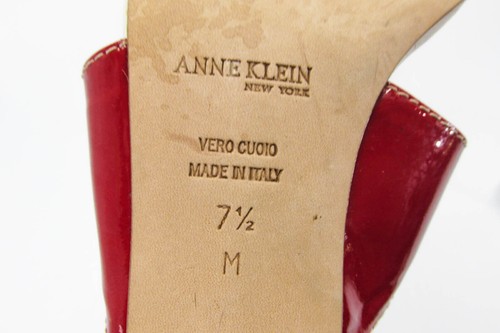 ANNE KLEIN
NEW YORK
VERO CUOIO
MADE IN ITALY
7½
M